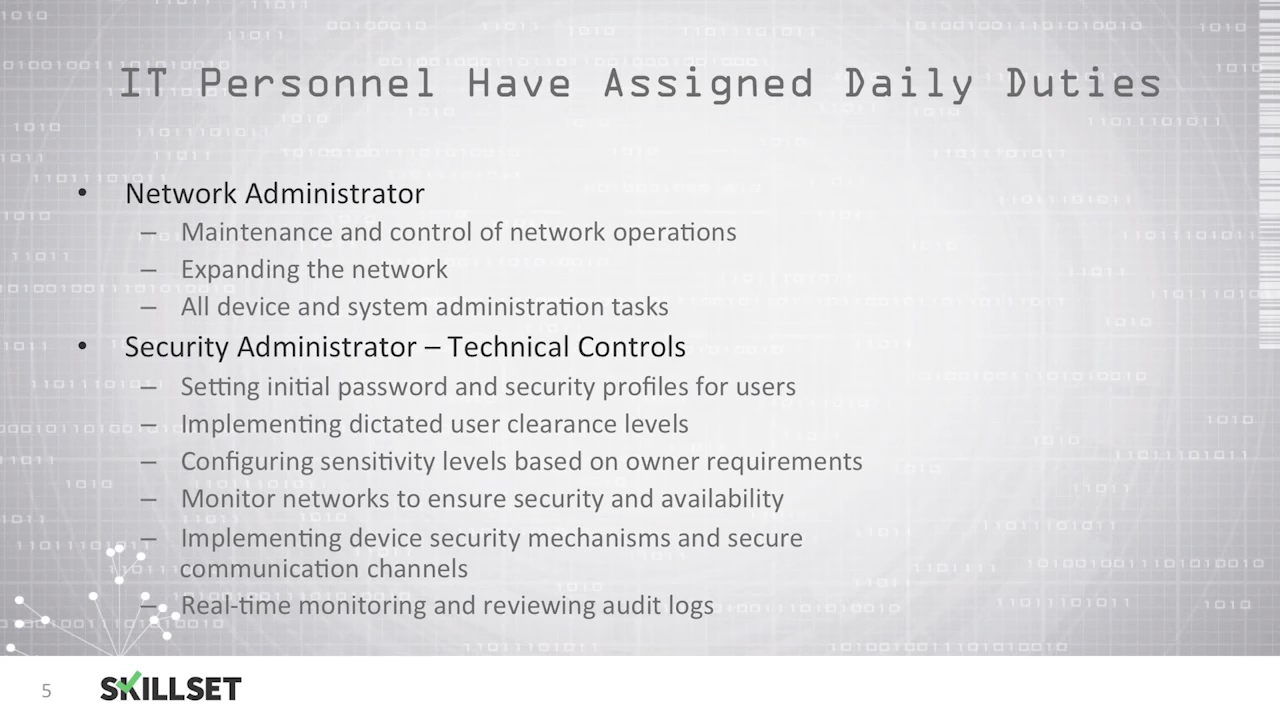 IT Personnel Have Assigned Daily Duties
• Network Administrator
– Maintenance and control of network operations
– Expanding the network
– All device and system administration tasks
• Security Administrator – Technical Controls
– Setting initial password and security profiles for users
– Implementing dictated user clearance levels
– Configuring sensitivity levels based on owner requirements
– Monitor networks to ensure security and availability
– Implementing device security mechanisms and secure
communication channels
– Real-time monitoring and reviewing audit logs
5
SKILLSET